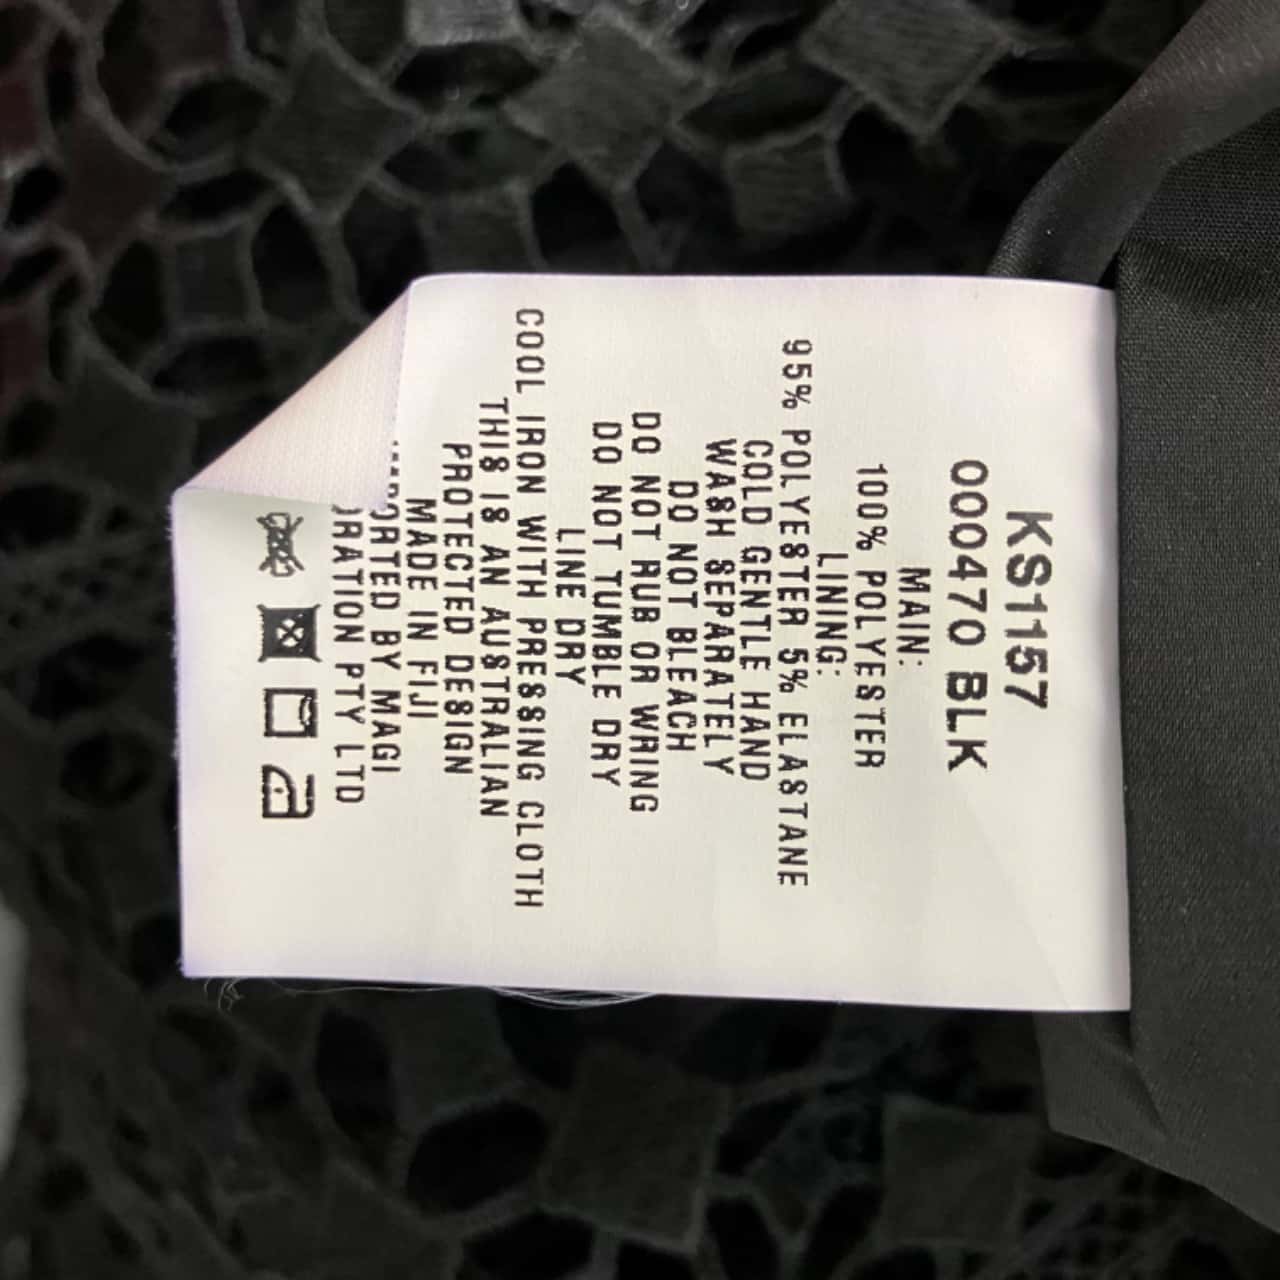 KS1157
000470 BLK
MAIN:
100% POLYESTER
LINING:
95% POLYESTER 5% ELASTANE
COLD GENTLE HAND
WASH SEPARATELY
DO NOT BLEACH
DO NOT RUB OR WRING
DO NOT TUMBLE DRY
LINE DRY
COOL IRON WITH PRESSING CLOTH
THIS IS AN AUSTRALIAN
PROTECTED DESIGN
MADE IN FIJI
BY MAGI
PTY LTD